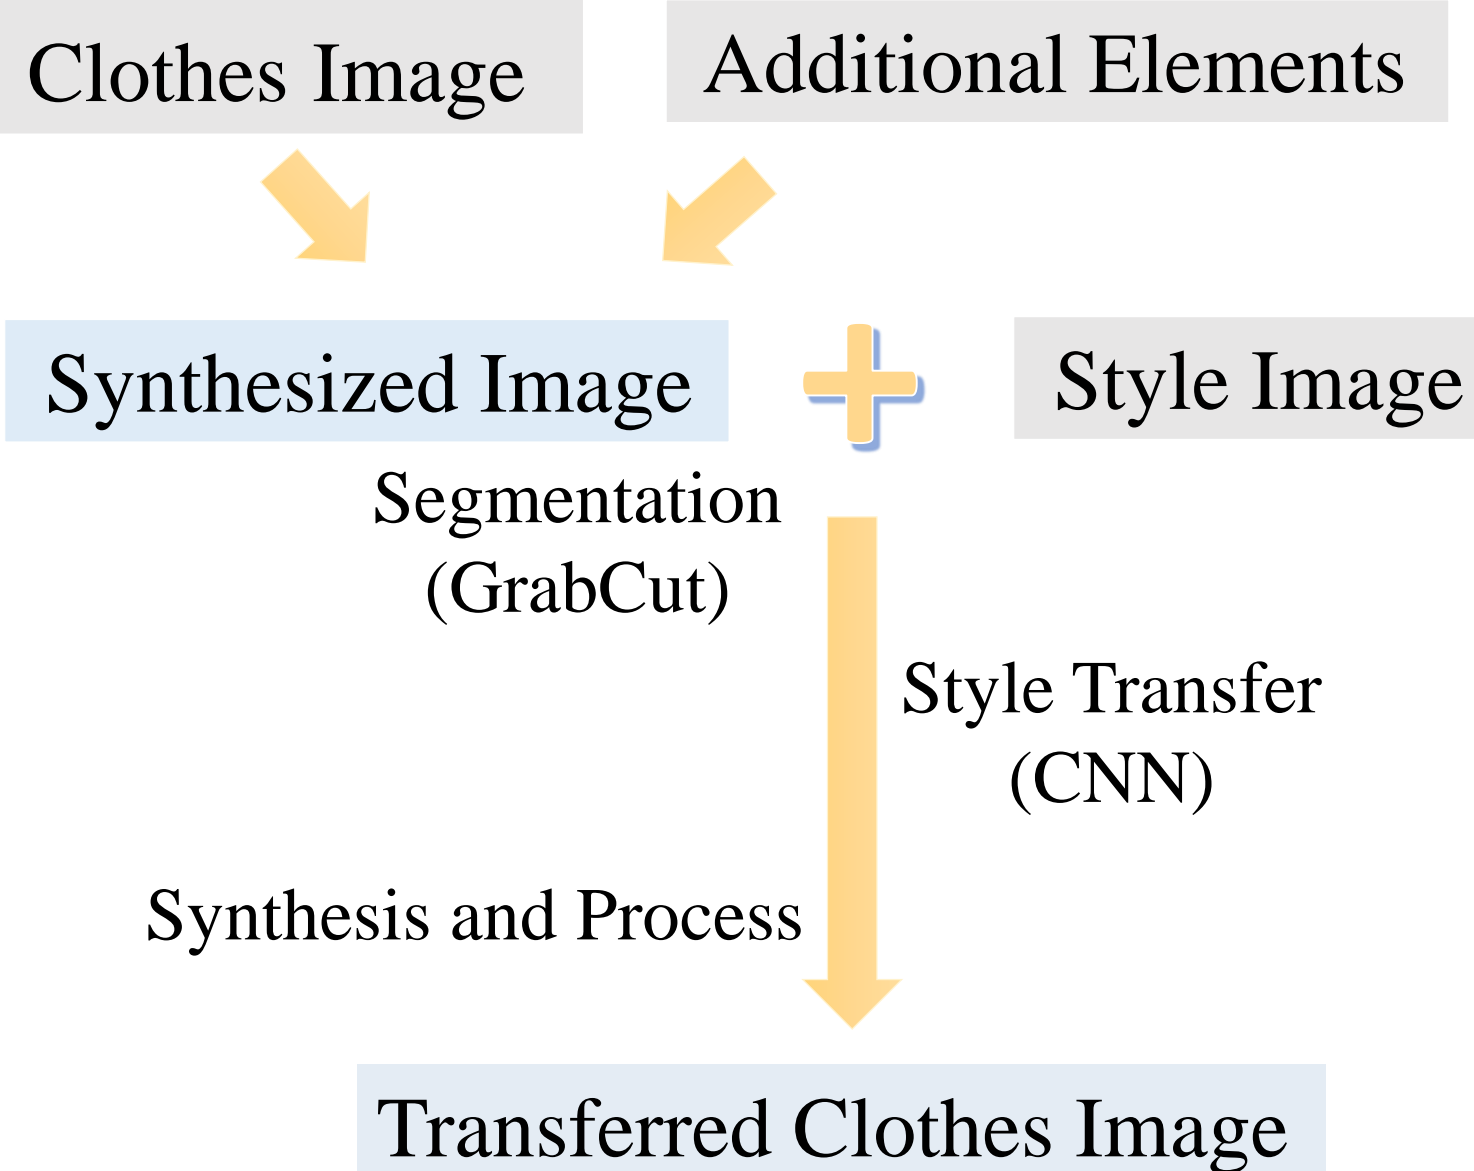 Clothes Image
Additional Elements
Synthesized Image
Style Image
Segmentation
(GrabCut)
Style Transfer
(CNN)
Synthesis and Process
Transferred Clothes Image